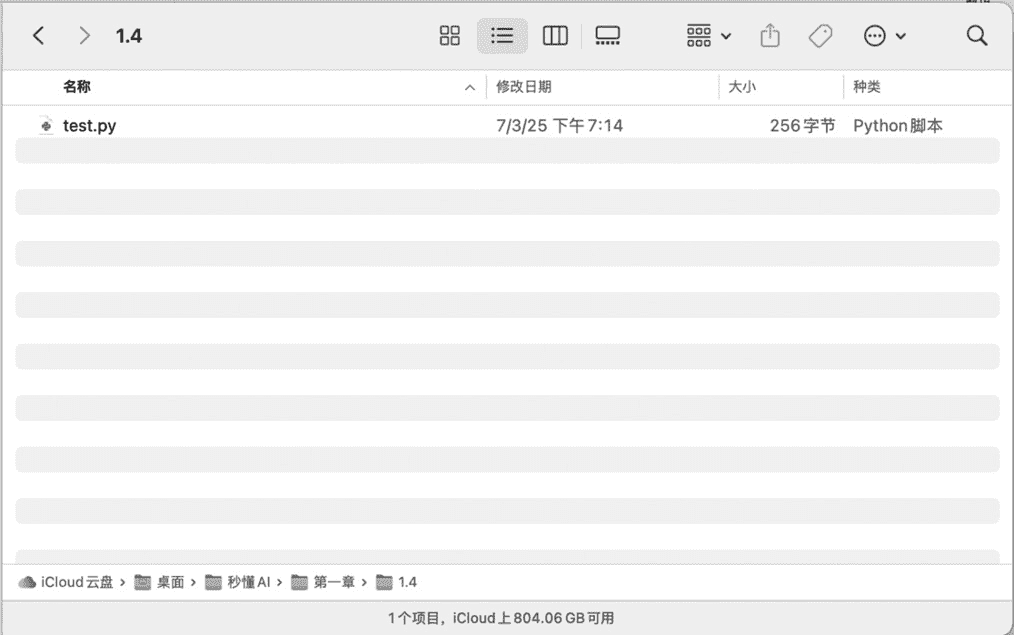 1.4
名称 修改日期 大小 种类
test.py 7/3/25 下午7:14 256字节 Python脚本
iCloud云盘 › 桌面 › 秒懂AI › 第一章 › 1.4
1个项目，iCloud上804.06 GB可用